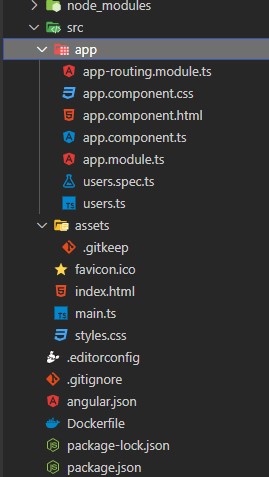 node_modules
src
app
app-routing.module.ts
app.component.css
app.component.html
app.component.ts
app.module.ts
users.spec.ts
TS users.ts
assets
.gitkeep
favicon.ico
index.html
TS main.ts
styles.css
.editorconfig
.gitignore
angular.json
Dockerfile
package-lock.json
package.json